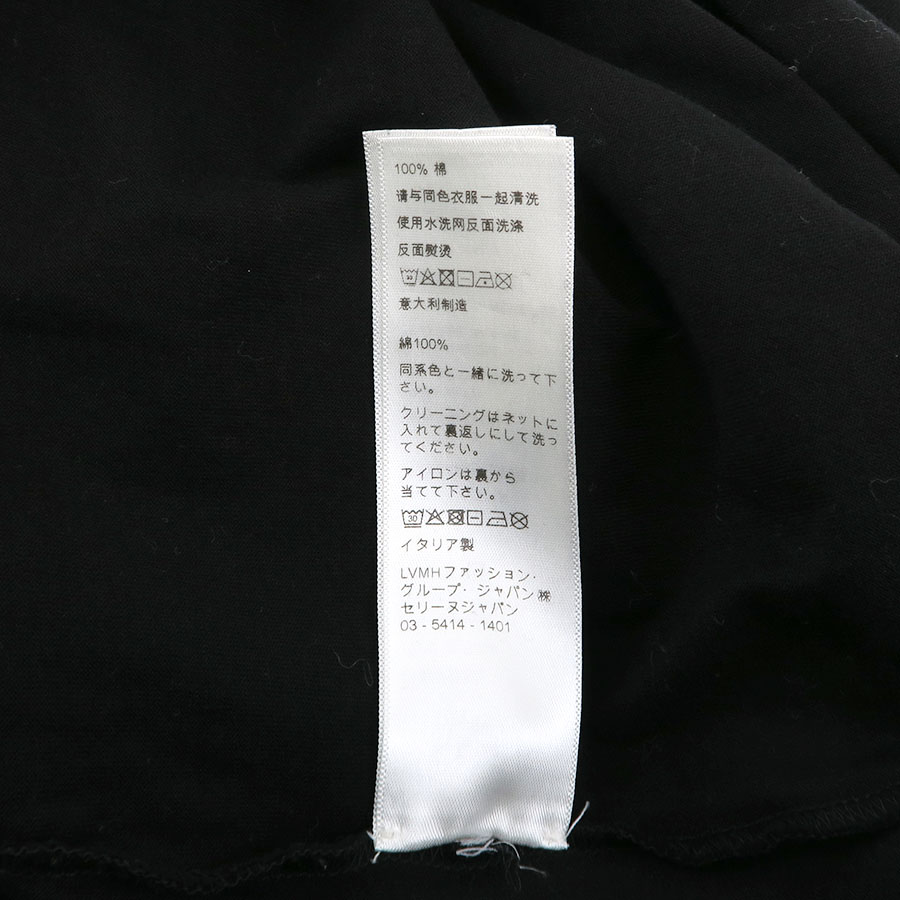 100% 棉
请与同色衣服一起清洗
使用水洗网反面洗涤
反面熨烫
30
意大利制造
綿100%
同系色と一緒に洗って下
さい。
クリーニングはネットに
入れて裏返しにして洗っ
てください。
アイロンは裏から
当てて下さい。
30
イタリア製
LVMHファッション・
グループ・ジャパン㈱
セリーヌジャパン
03 - 5414 - 1401